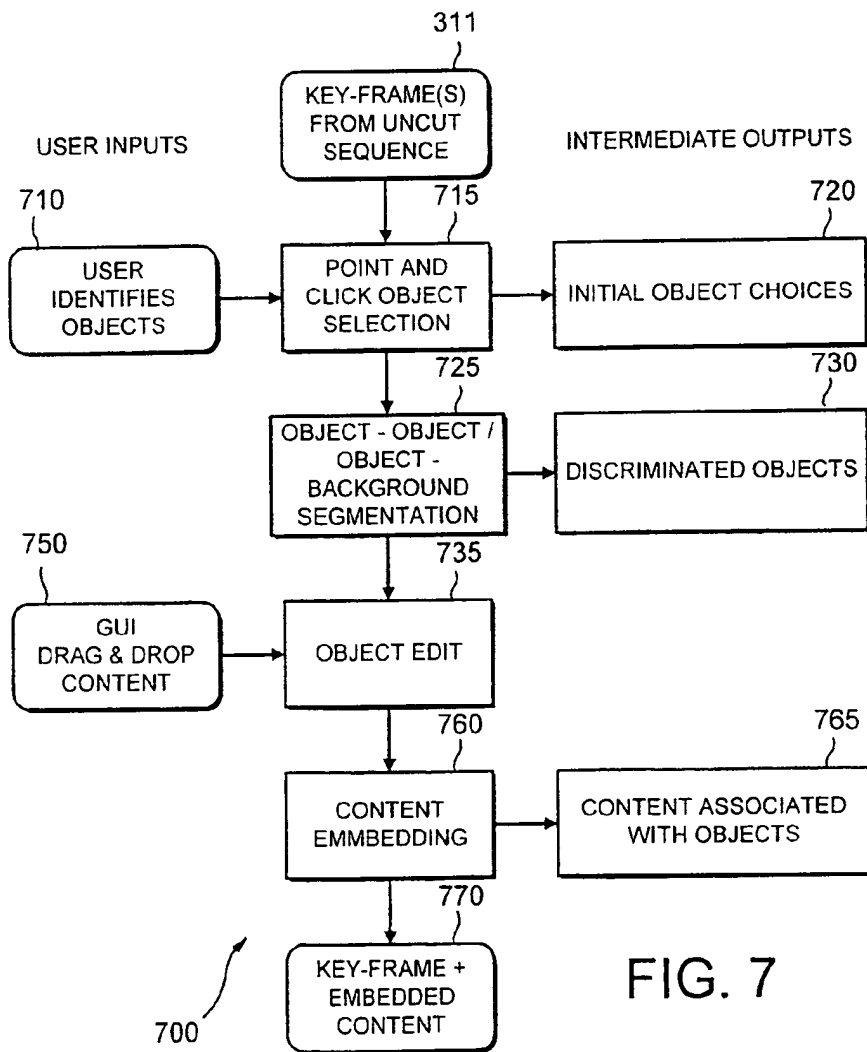 311
KEY-FRAME(S)
FROM UNCUT
SEQUENCE
USER INPUTS
INTERMEDIATE OUTPUTS
710
715
720
USER
IDENTIFIES
OBJECTS
POINT AND
CLICK OBJECT
SELECTION
INITIAL OBJECT CHOICES
725
730
OBJECT - OBJECT /
OBJECT -
BACKGROUND
SEGMENTATION
DISCRIMINATED OBJECTS
750
735
GUI
DRAG & DROP
CONTENT
OBJECT EDIT
760
765
CONTENT
EMMBEDDING
CONTENT ASSOCIATED
WITH OBJECTS
770
KEY-FRAME +
EMBEDDED
CONTENT
700
FIG. 7